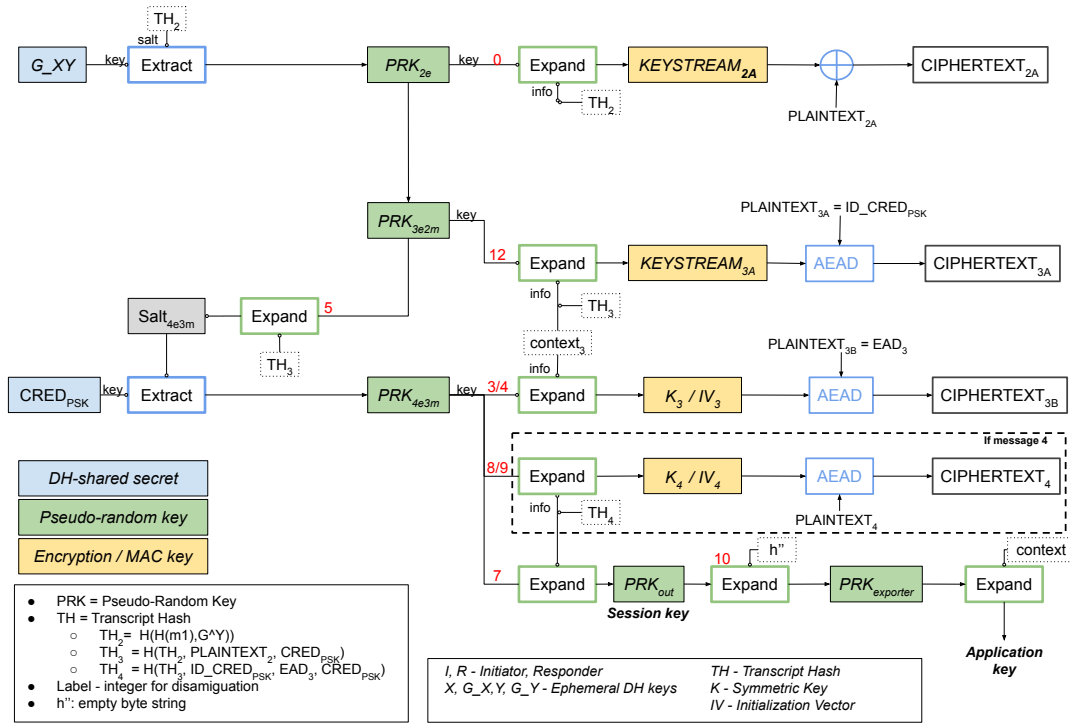 TH2
salt
G_XY
key
Extract
PRK2e
key
0
Expand
KEYSTREAM2A
CIPHERTEXT2A
info
TH2
PLAINTEXT2A
PLAINTEXT3A = ID_CREDPSK
PRK3e2m
key
12
Expand
KEYSTREAM3A
AEAD
CIPHERTEXT3A
info
TH3
Salt4e3m
Expand
5
TH3
context3
PLAINTEXT3B = EAD3
info
CREDPSK
key
Extract
PRK4e3m
key
3/4
Expand
K3 / IV3
AEAD
CIPHERTEXT3B
If message 4
8/9
Expand
K4 / IV4
AEAD
CIPHERTEXT4
info
TH4
PLAINTEXT4
DH-shared secret
Pseudo-random key
Encryption / MAC key
7
Expand
PRKout
Session key
10
h’’
Expand
PRKexporter
context
Expand
Application
key
● PRK = Pseudo-Random Key
● TH = Transcript Hash
○ TH2= H(H(m1),G^Y))
○ TH3 = H(TH2, PLAINTEXT2, CREDPSK)
○ TH4 = H(TH3, ID_CREDPSK, EAD3, CREDPSK)
● Label - integer for disamiguation
● h’’: empty byte string
I, R - Initiator, Responder
X, G_X,Y, G_Y - Ephemeral DH keys
TH - Transcript Hash
K - Symmetric Key
IV - Initialization Vector